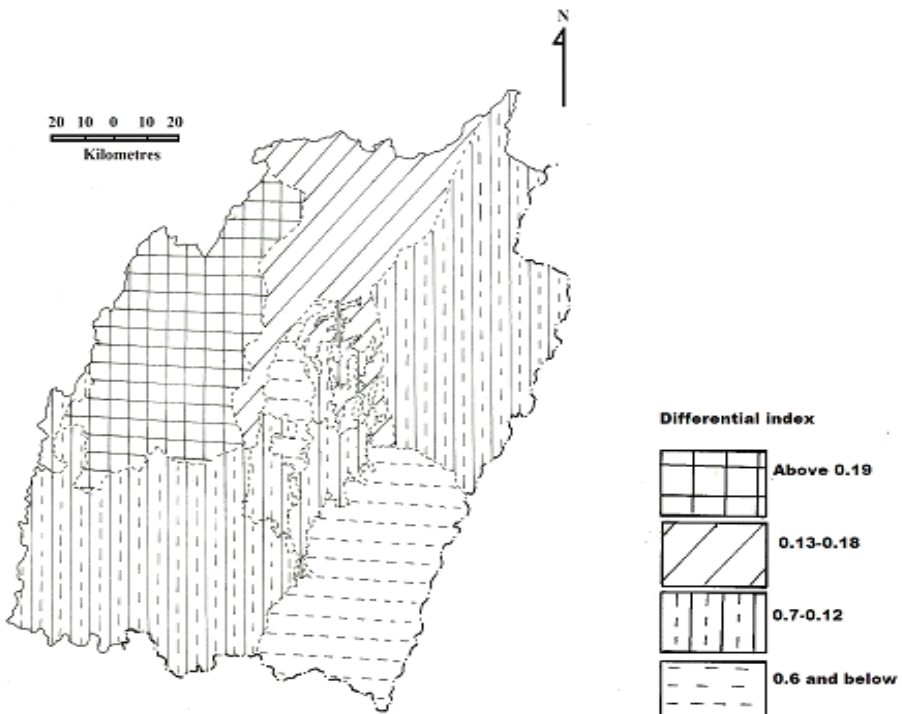 N
20 10 0 10 20
Kilometres
Differential index
Above 0.19
0.13-0.18
0.7-0.12
0.6 and below